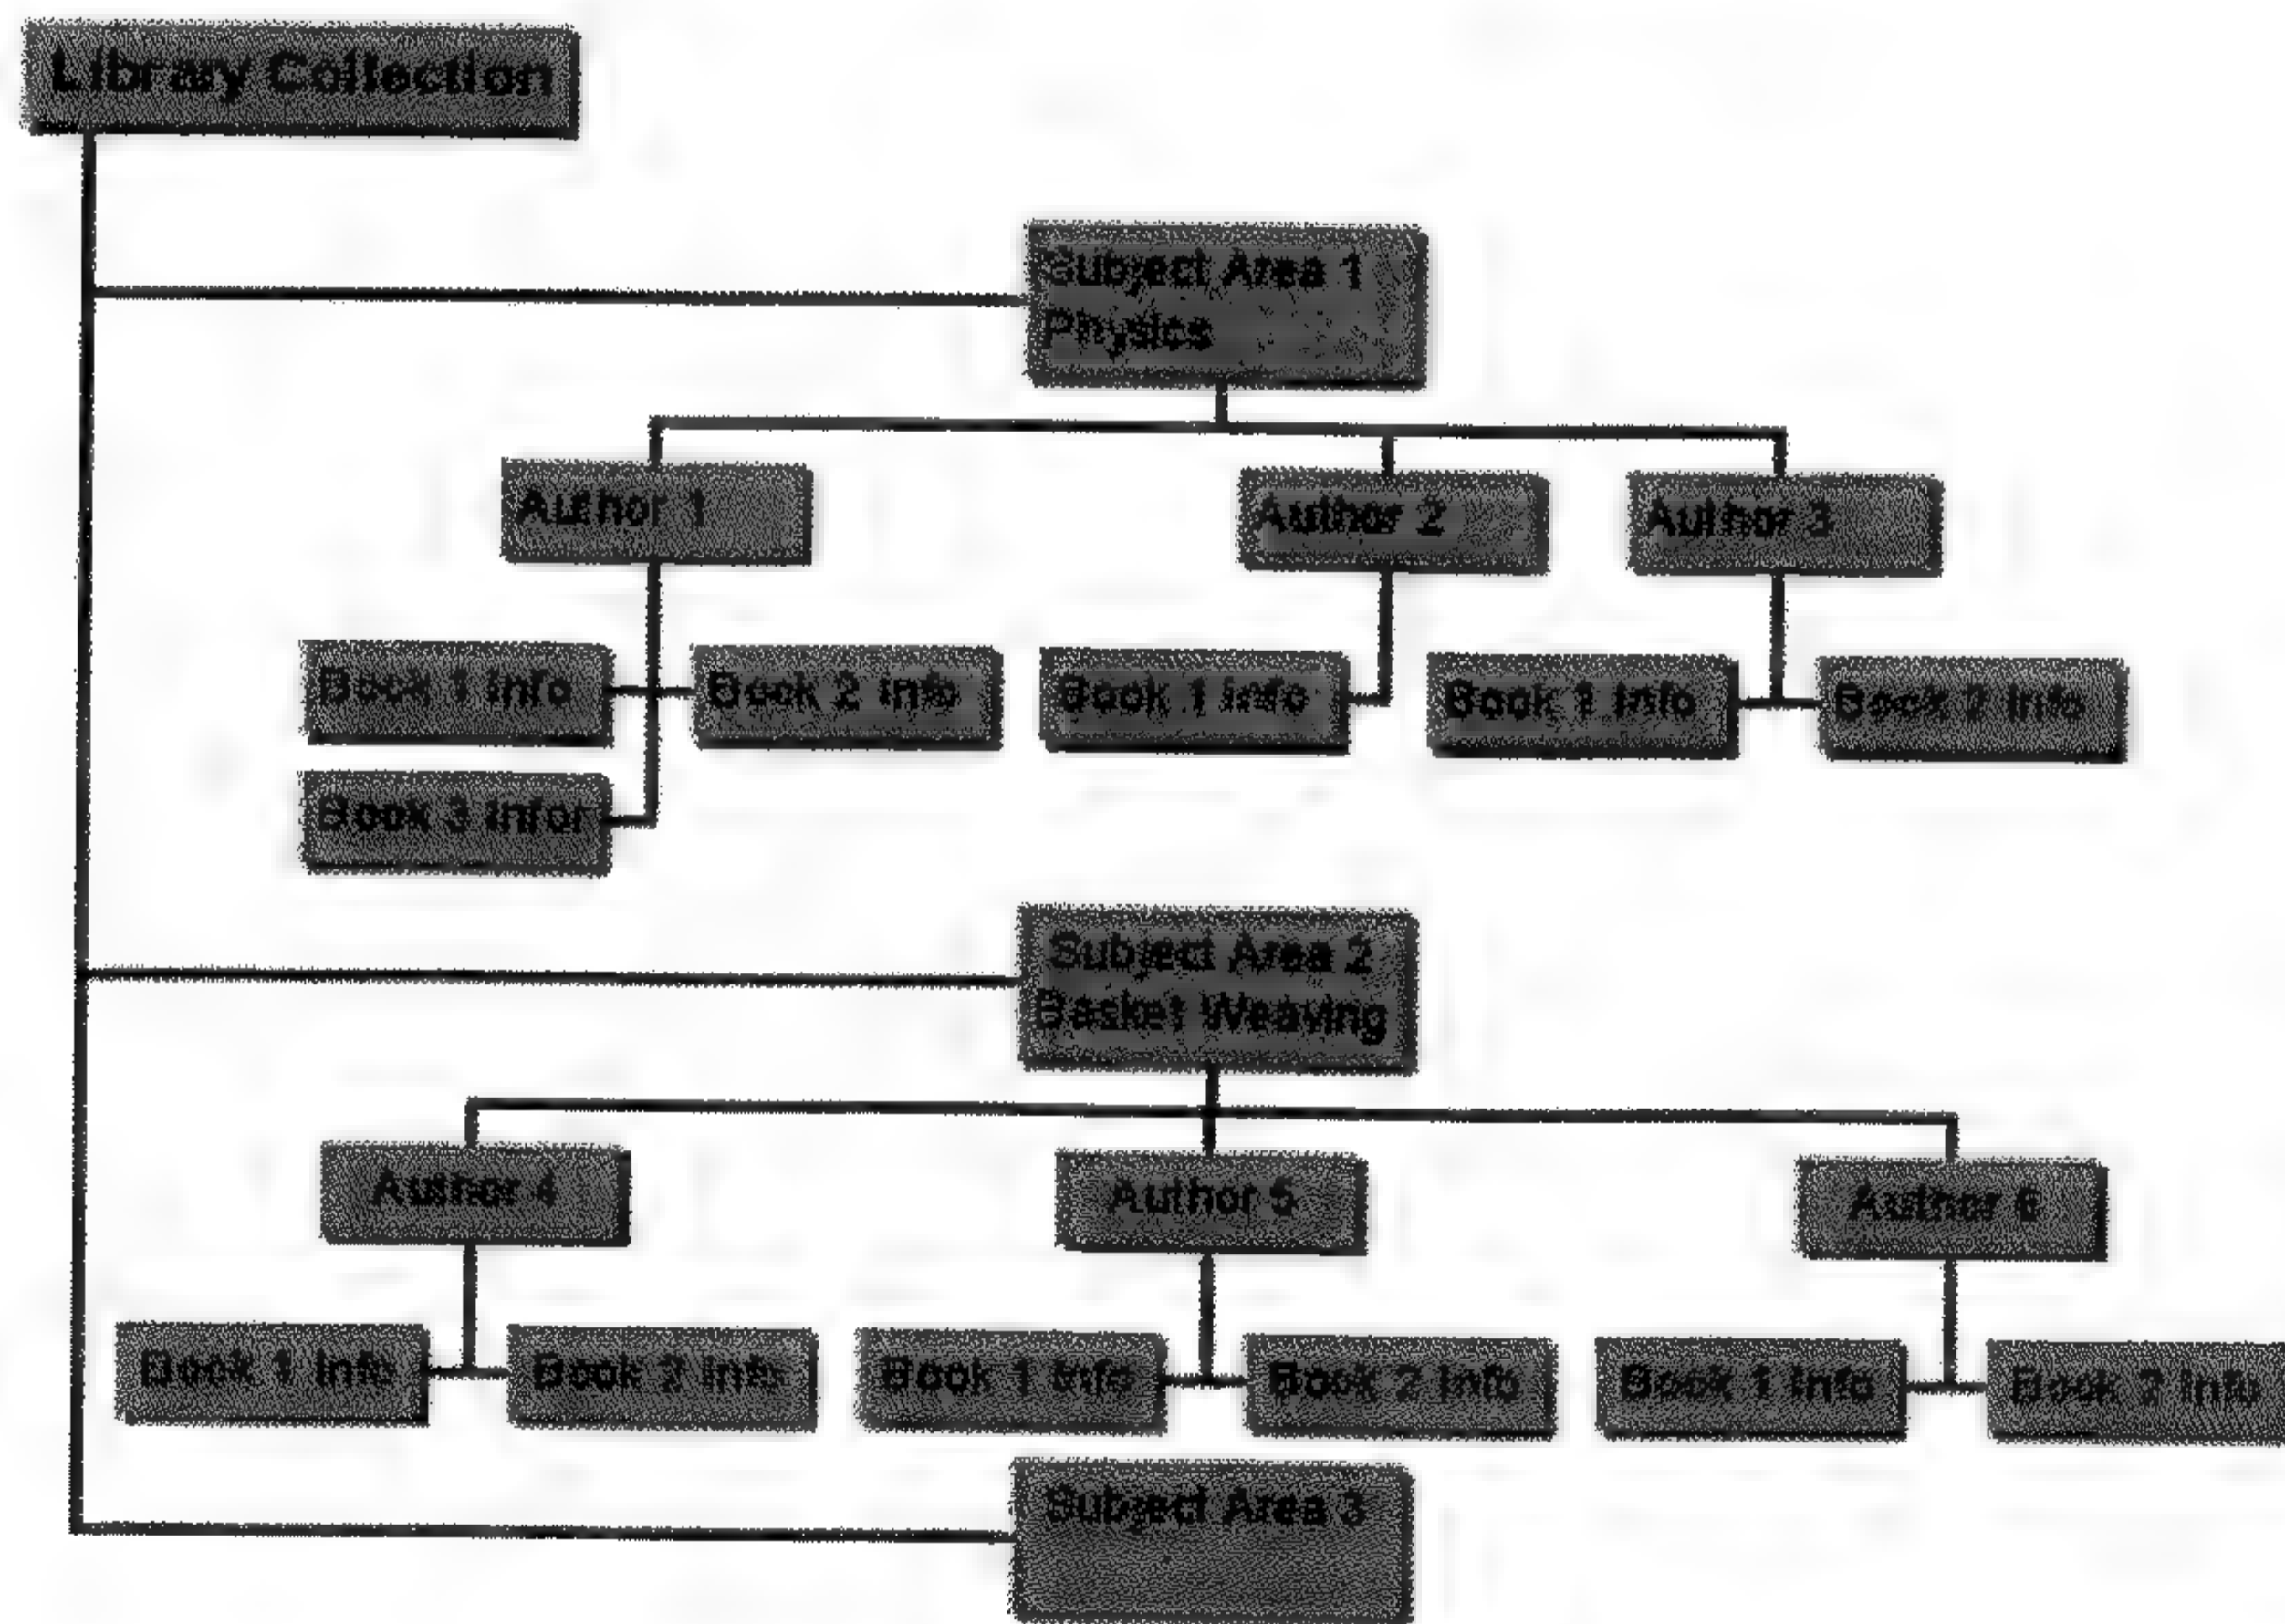 Library Collection
Subject Area 1
Physics
Author 1
Author 2
Author 3
Book 1 Info
Book 2 Info
Book 1 Info
Book 1 Info
Book 2 Info
Book 3 Infor
Subject Area 2
Basket Weaving
Author 4
Author 5
Author 6
Book 1 Info
Book 2 Info
Book 1 Info
Book 2 Info
Book 1 Info
Book 2 Info
Subject Area 3